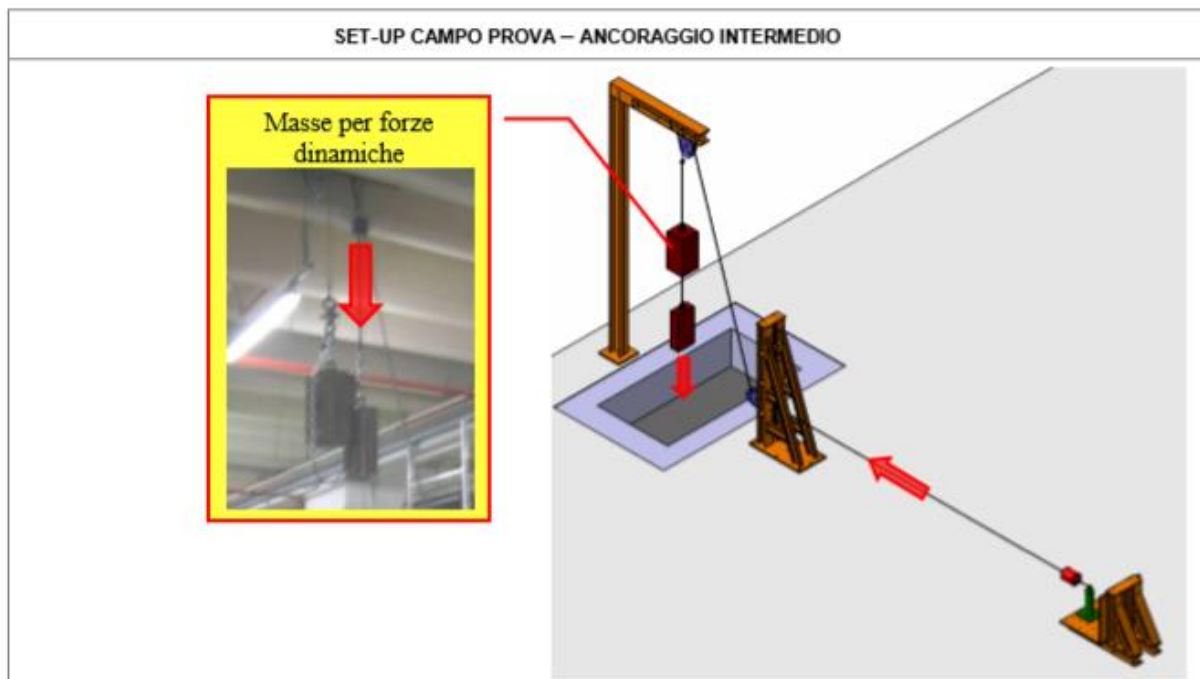 SET-UP CAMPO PROVA – ANCORAGGIO INTERMEDIO
Masse per forze
dinamiche